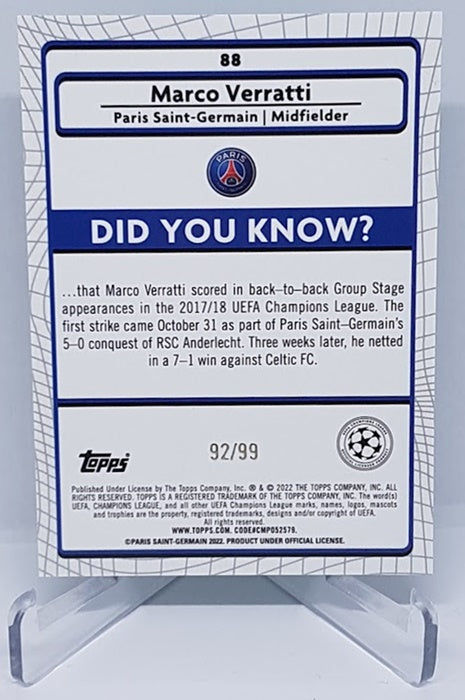 88
Marco Verratti
Paris Saint-Germain | Midfielder
PARIS
DID YOU KNOW?
...that Marco Verratti scored in back-to-back Group Stage
appearances in the 2017/18 UEFA Champions League. The
first strike came October 31 as part of Paris Saint-Germain's
5-0 conquest of RSC Anderlecht. Three weeks later, he netted
in a 7-1 win against Celtic FC.
Topps
92/99
Published Under License by The Topps Company, Inc. ® & © 2022 THE TOPPS COMPANY, INC. ALL
RIGHTS RESERVED. TOPPS IS A REGISTERED TRADEMARK OF THE TOPPS COMPANY, INC. The word(s)
UEFA, CHAMPIONS LEAGUE, and all other UEFA Champions League marks, names, logos, mascots
and trophies are the property, registered trademarks, designs and/or copyright of UEFA.
All rights reserved.
WWW.TOPPS.COM. CODE#CMP052579.
©PARIS SAINT-GERMAIN 2022. PRODUCT UNDER OFFICIAL LICENSE.